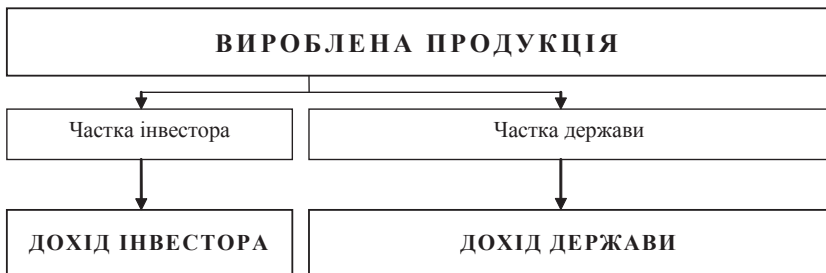 ВИРОБЛЕНА ПРОДУКЦІЯ
Частка інвестора
Частка держави
ДОХІД ІНВЕСТОРА
ДОХІД ДЕРЖАВИ